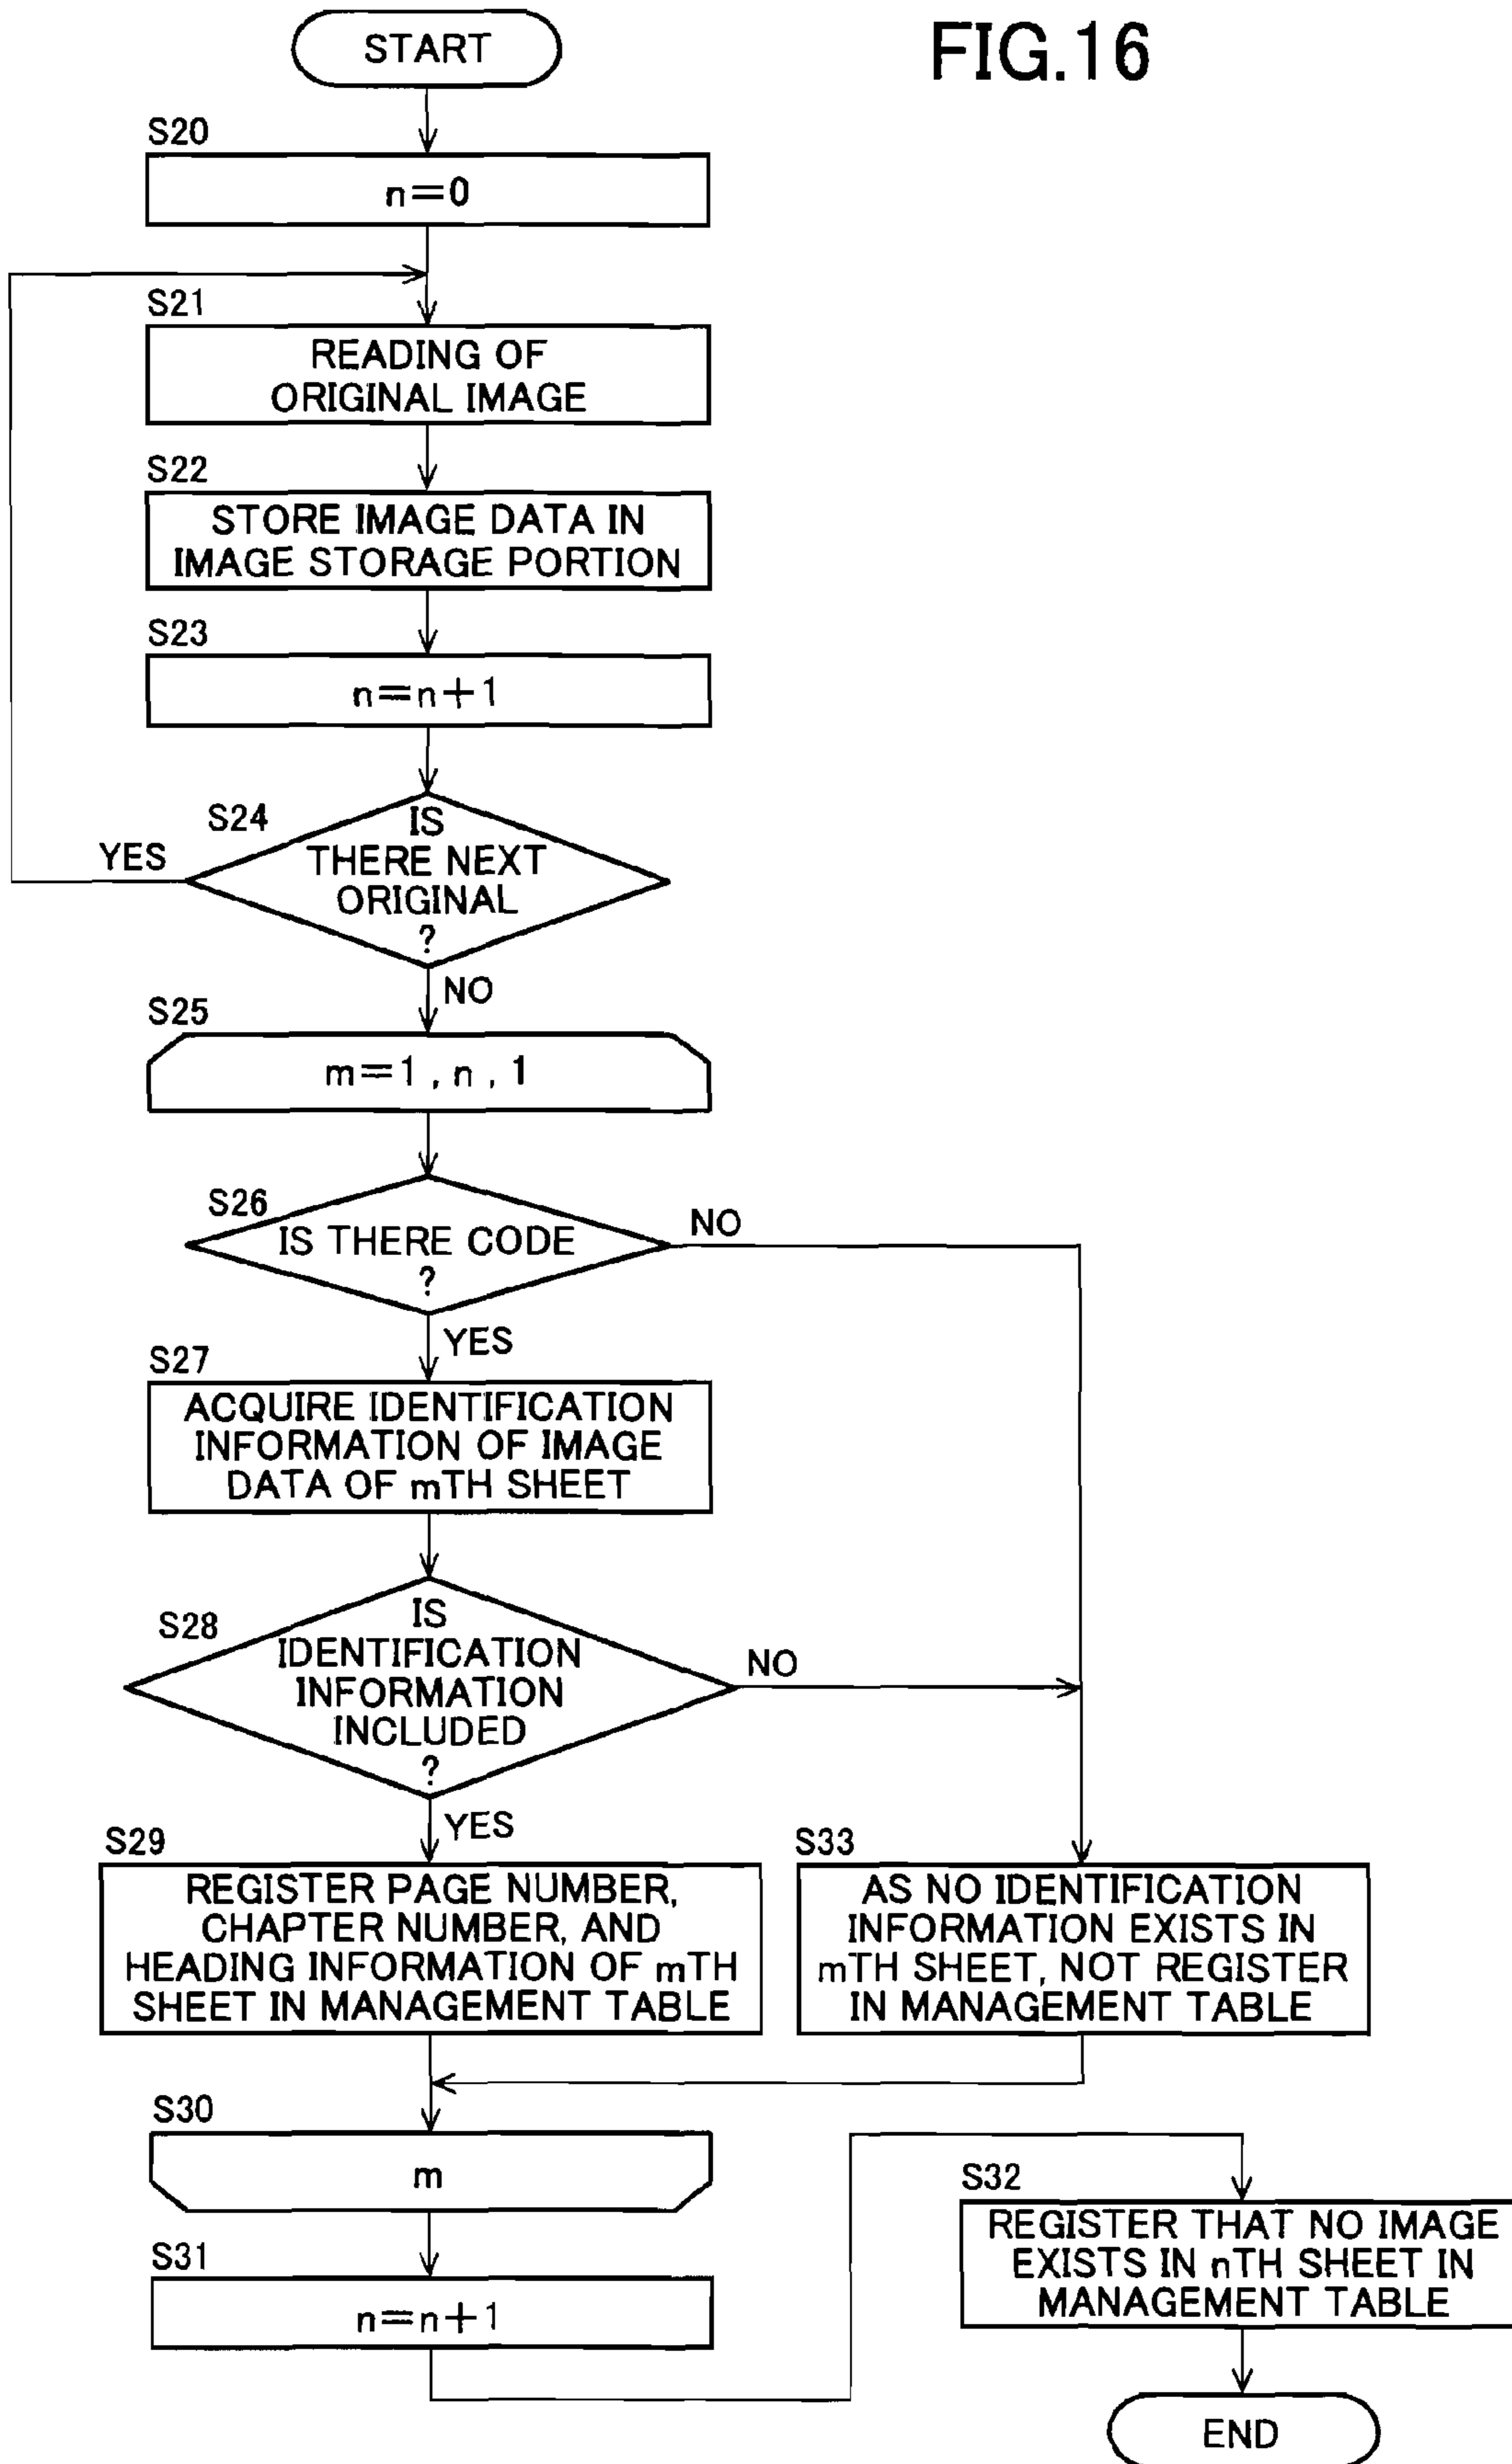 FIG.16
START
S20
n=0
S21
READING OF
ORIGINAL IMAGE
S22
STORE IMAGE DATA IN
IMAGE STORAGE PORTION
S23
n=n+1
S24
IS
THERE NEXT
ORIGINAL
?
YES
NO
S25
m=1, n, 1
S26
IS THERE CODE
?
NO
YES
S27
ACQUIRE IDENTIFICATION
INFORMATION OF IMAGE
DATA OF mTH SHEET
S28
IS
IDENTIFICATION
INFORMATION
INCLUDED
?
NO
YES
S29
REGISTER PAGE NUMBER,
CHAPTER NUMBER, AND
HEADING INFORMATION OF mTH
SHEET IN MANAGEMENT TABLE
S33
AS NO IDENTIFICATION
INFORMATION EXISTS IN
mTH SHEET, NOT REGISTER
IN MANAGEMENT TABLE
S30
m
S31
n=n+1
S32
REGISTER THAT NO IMAGE
EXISTS IN nTH SHEET IN
MANAGEMENT TABLE
END